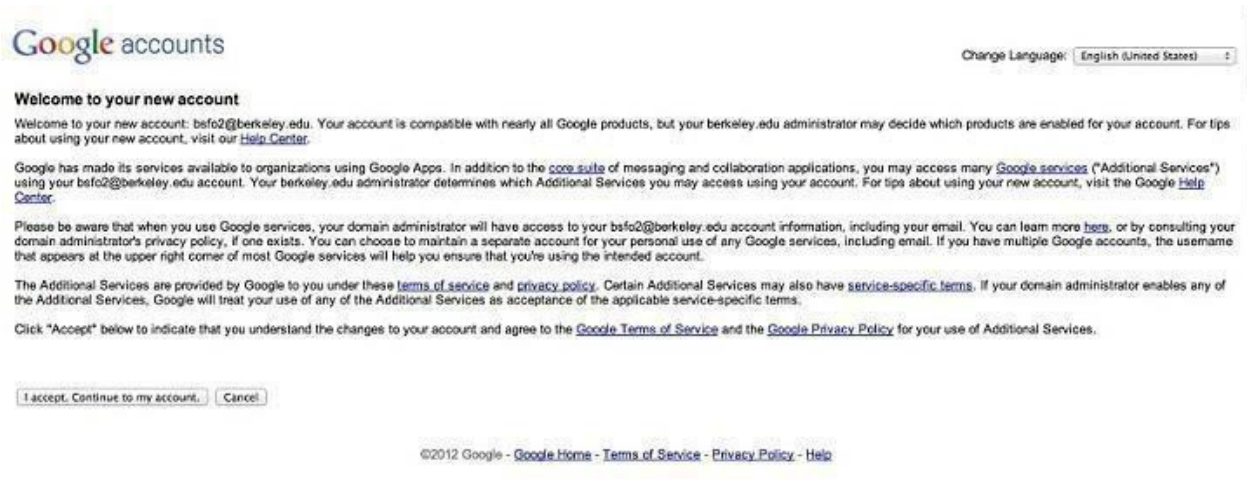 Google accounts
Change Language: English (United States)
Welcome to your new account
Welcome to your new account: bsfo2@berkeley.edu. Your account is compatible with nearly all Google products, but your berkeley.edu administrator may decide which products are enabled for your account. For tips
about using your new account, visit our Help Center.
Google has made its services available to organizations using Google Apps. In addition to the core suite of messaging and collaboration applications, you may access many Google services ("Additional Services")
using your bsfo2@berkeley.edu account. Your berkeley.edu administrator determines which Additional Services you may access using your account. For tips about using your new account, visit the Google Help
Center.
Please be aware that when you use Google services, your domain administrator will have access to your bsfo2@berkeley.edu account information, including your email. You can learn more here, or by consulting your
domain administrator's privacy policy, if one exists. You can choose to maintain a separate account for your personal use of any Google services, including email. If you have multiple Google accounts, the username
that appears at the upper right corner of most Google services will help you ensure that you're using the intended account.
The Additional Services are provided by Google to you under these terms of service and privacy policy. Certain Additional Services may also have service-specific terms. If your domain administrator enables any of
the Additional Services, Google will treat your use of any of the Additional Services as acceptance of the applicable service-specific terms.
Click "Accept" below to indicate that you understand the changes to your account and agree to the Google Terms of Service and the Google Privacy Policy for your use of Additional Services.
I accept. Continue to my account. Cancel
©2012 Google - Google Home - Terms of Service - Privacy Policy - Help